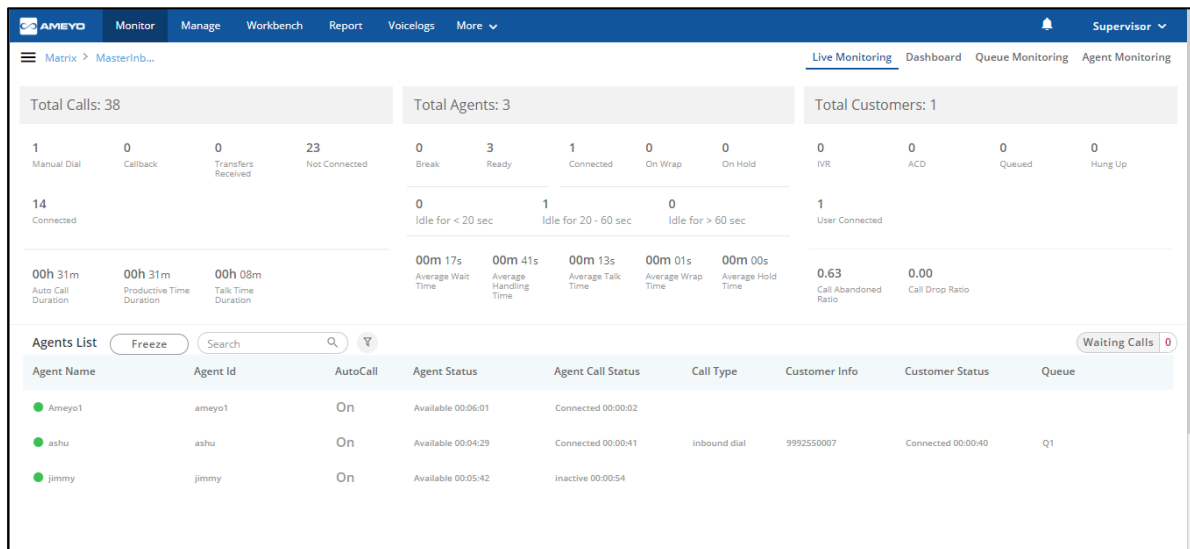 AMEYO Monitor Manage Workbench Report Voicelogs More Supervisor
Matrix > MasterInb... Live Monitoring Dashboard Queue Monitoring Agent Monitoring
Total Calls: 38 Total Agents: 3 Total Customers: 1
1 0 0 23 0 3 1 0 0 0 0 0 0
Manual Dial Callback Transfers Received Not Connected Break Ready Connected On Wrap On Hold IVR ACD Queued Hung Up
14 0 1 0 1
Connected Idle for < 20 sec Idle for 20 - 60 sec Idle for > 60 sec User Connected
00h 31m 00h 31m 00h 08m 00m 17s 00m 41s 00m 13s 00m 01s 00m 00s 0.63 0.00
Auto Call Duration Productive Time Duration Talk Time Duration Average Wait TIme Average Handling Time Average Talk Time Average Wrap Time Average Hold Time Call Abandoned Ratio Call Drop Ratio
Agents List Freeze Search Waiting Calls 0
Agent Name Agent Id AutoCall Agent Status Agent Call Status Call Type Customer Info Customer Status Queue
Ameyo1 ameyo1 On Available 00:06:01 Connected 00:00:02
ashu ashu On Available 00:04:29 Connected 00:00:41 inbound dial 9992550007 Connected 00:00:40 Q1
jimmy jimmy On Available 00:05:42 inactive 00:00:54